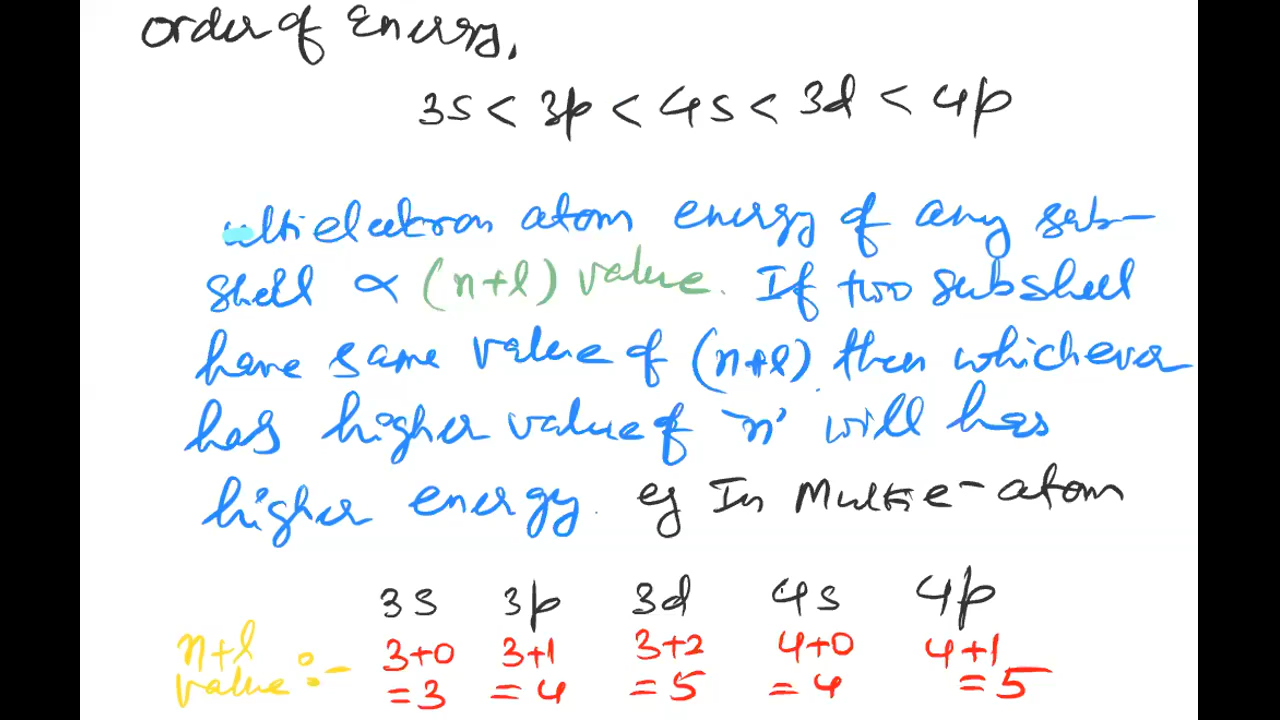 Order of Energy,
3s < 3p < 4s < 3d < 4p
ultielectron atom energy of any sub-
shell ∝ (n+l) value. If two subshell
have same value of (n+l) then whichever
has higher value of 'n' will has
higher energy. eg In Multi e- atom
3s 3p 3d 4s 4p
n+l value :- 3+0 3+1 3+2 4+0 4+1
=3 =4 =5 =4 =5